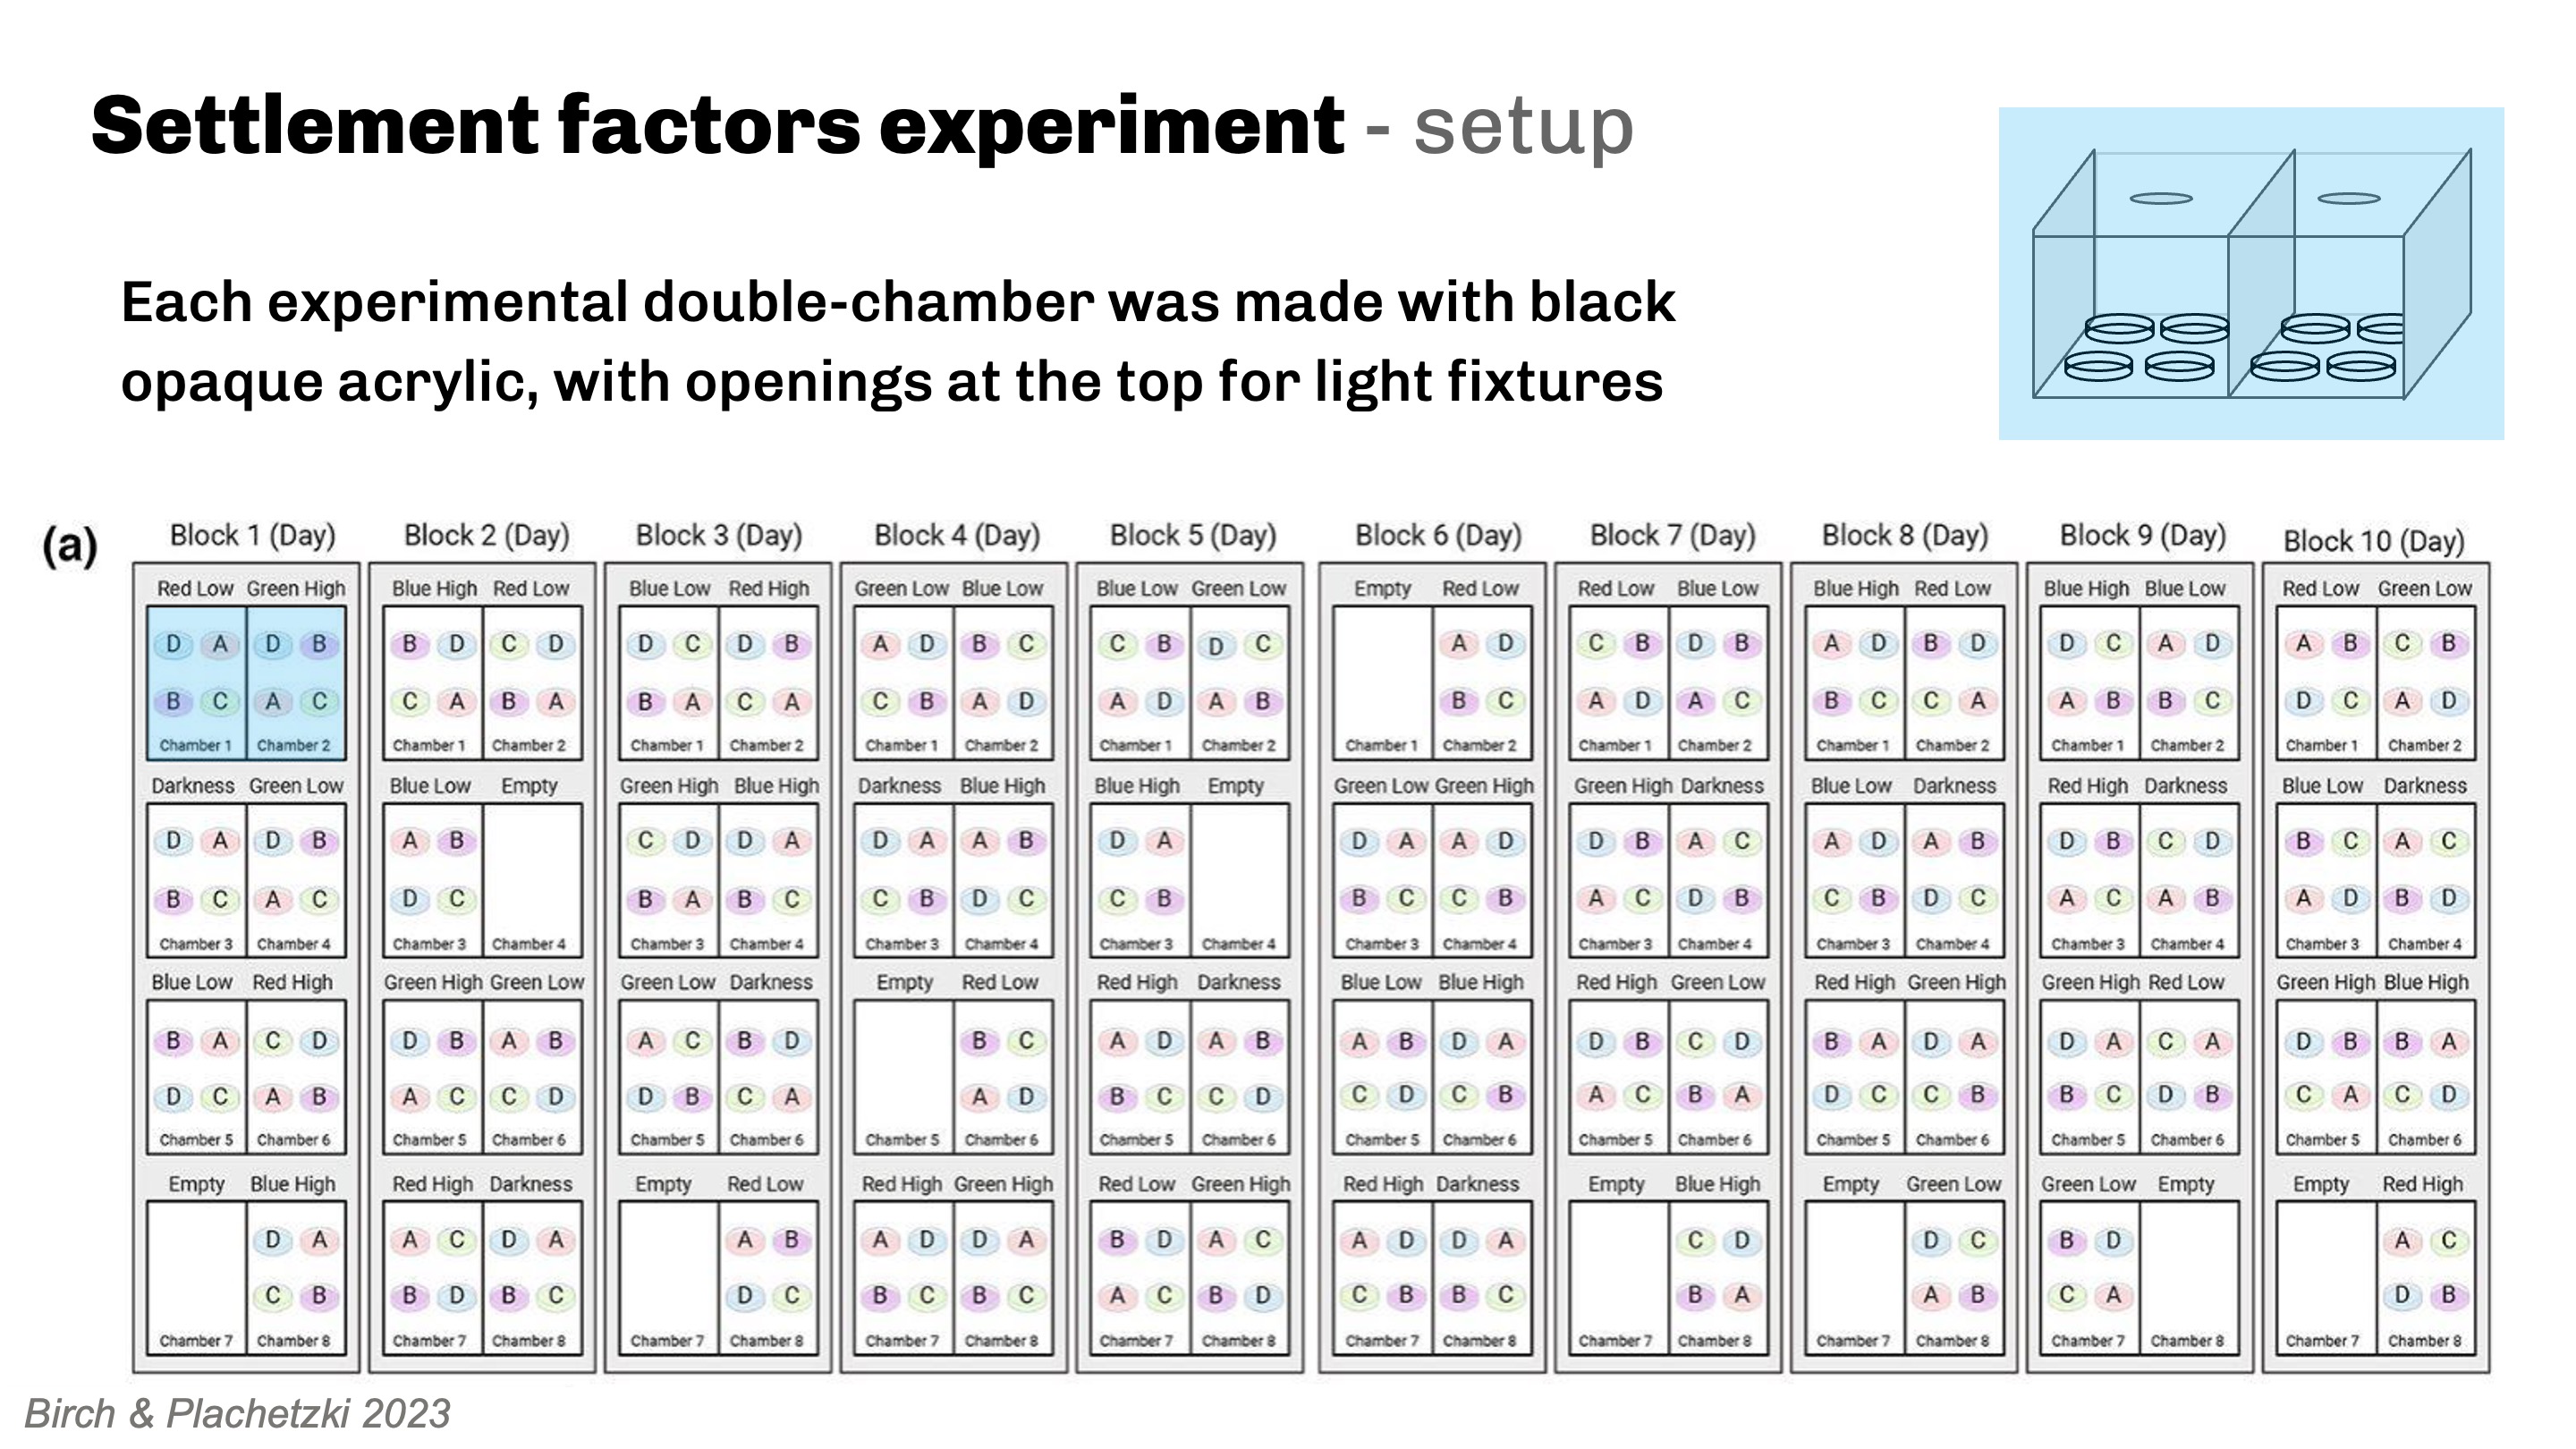 Settlement factors experiment - setup
Each experimental double-chamber was made with black
opaque acrylic, with openings at the top for light fixtures
(a)
Block 1 (Day) Block 2 (Day) Block 3 (Day) Block 4 (Day) Block 5 (Day) Block 6 (Day) Block 7 (Day) Block 8 (Day) Block 9 (Day) Block 10 (Day)
Red Low Green High Blue High Red Low Blue Low Red High Green Low Blue Low Blue Low Green Low Empty Red Low Red Low Blue Low Blue High Red Low Blue High Blue Low Red Low Green Low
D A D B B D C D D C D B A D B C C B D C A D C B D B A D B D D C A D A B C B
B C A C C A B A B A C A C B A D A D A B B C A D A C B C C A A B B C D C A D
Chamber 1 Chamber 2 Chamber 1 Chamber 2 Chamber 1 Chamber 2 Chamber 1 Chamber 2 Chamber 1 Chamber 2 Chamber 1 Chamber 2 Chamber 1 Chamber 2 Chamber 1 Chamber 2 Chamber 1 Chamber 2 Chamber 1 Chamber 2
Darkness Green Low Blue Low Empty Green High Blue High Darkness Blue High Blue High Empty Green Low Green High Green High Darkness Blue Low Darkness Red High Darkness Blue Low Darkness
D A D B A B C D D A D A A B D A D A A D D B A C A D A B D B C D B C A C
B C A C D C B A B C C B D C C B B C C B A C D B C B D C A C A B A D B D
Chamber 3 Chamber 4 Chamber 3 Chamber 4 Chamber 3 Chamber 4 Chamber 3 Chamber 4 Chamber 3 Chamber 4 Chamber 3 Chamber 4 Chamber 3 Chamber 4 Chamber 3 Chamber 4 Chamber 3 Chamber 4 Chamber 3 Chamber 4
Blue Low Red High Green High Green Low Green Low Darkness Empty Red Low Red High Darkness Blue Low Blue High Red High Green Low Red High Green High Green High Red Low Green High Blue High
B A C D D B A B A C B D B C A D A B A B D A D B C D B A D A D A C A D B B A
D C A B A C C D D B C A A D B C C D C D C B A C B A D C C B B C D B C A C D
Chamber 5 Chamber 6 Chamber 5 Chamber 6 Chamber 5 Chamber 6 Chamber 5 Chamber 6 Chamber 5 Chamber 6 Chamber 5 Chamber 6 Chamber 5 Chamber 6 Chamber 5 Chamber 6 Chamber 5 Chamber 6 Chamber 5 Chamber 6
Empty Blue High Red High Darkness Empty Red Low Red High Green High Red Low Green High Red High Darkness Empty Blue High Empty Green Low Green Low Empty Empty Red High
D A A C D A A B A D D A B D A C A D D A C D D C B D A C
C B B D B C D C B C B C A C B D C B B C B A A B C A D B
Chamber 7 Chamber 8 Chamber 7 Chamber 8 Chamber 7 Chamber 8 Chamber 7 Chamber 8 Chamber 7 Chamber 8 Chamber 7 Chamber 8 Chamber 7 Chamber 8 Chamber 7 Chamber 8 Chamber 7 Chamber 8 Chamber 7 Chamber 8
Birch & Plachetzki 2023